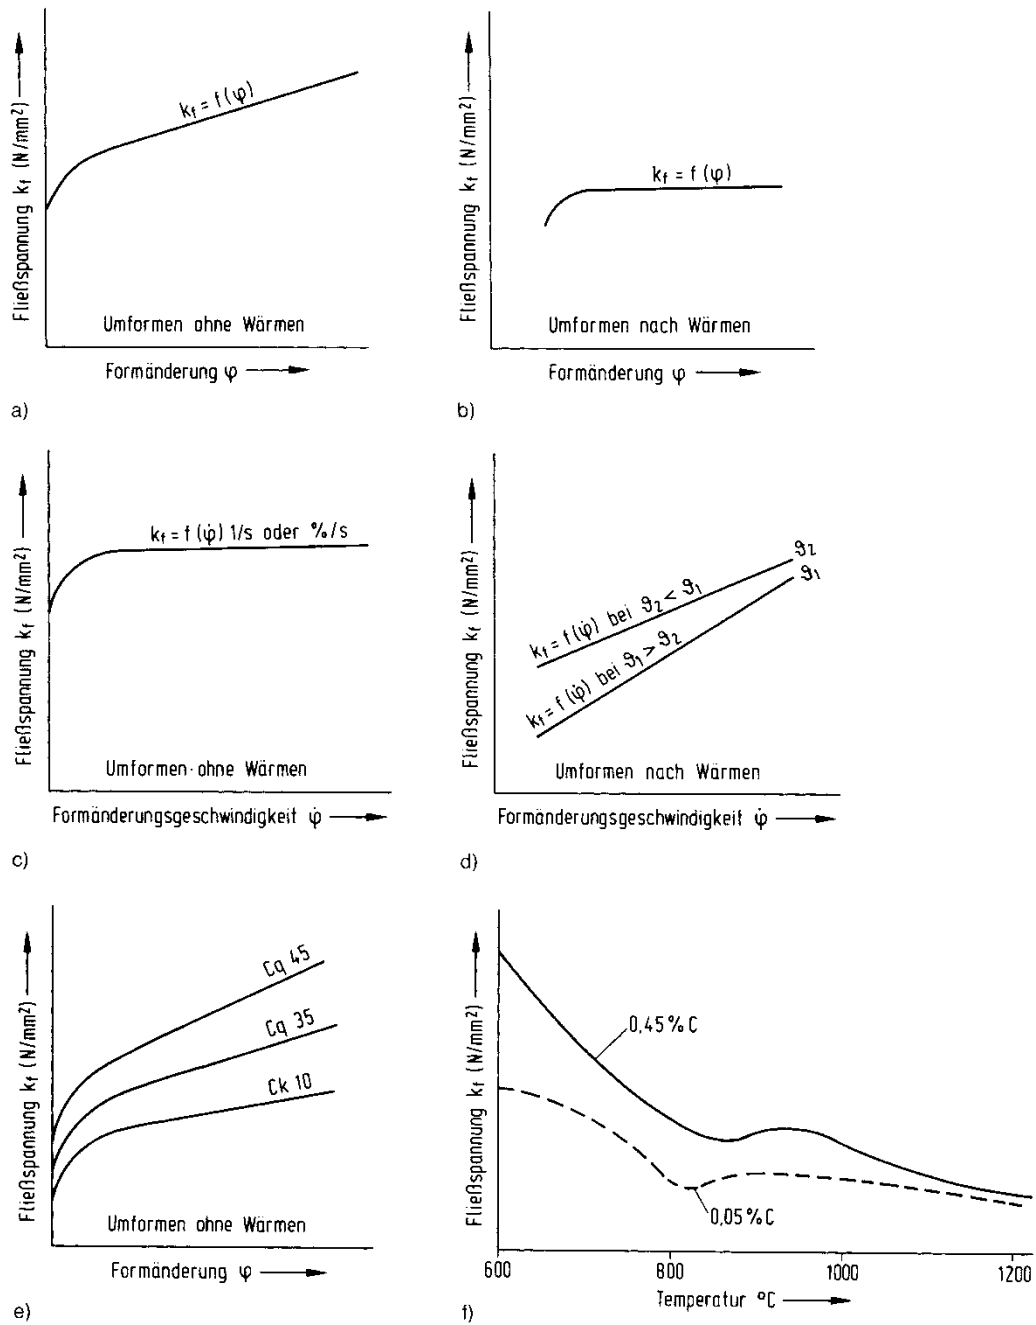 Fließspannung kf (N/mm²)
kf = f(φ)
Umformen ohne Wärmen
Formänderung φ
a)
Fließspannung kf (N/mm²)
kf = f(φ)
Umformen nach Wärmen
Formänderung φ
b)
Fließspannung kf (N/mm²)
kf = f(φ̇) 1/s oder %/s
Umformen ohne Wärmen
Formänderungsgeschwindigkeit φ̇
c)
Fließspannung kf (N/mm²)
kf = f(φ̇) bei ϑ2 < ϑ1
ϑ2
kf = f(φ̇) bei ϑ1 > ϑ2
ϑ1
Umformen nach Wärmen
Formänderungsgeschwindigkeit φ̇
d)
Fließspannung kf (N/mm²)
Cq 45
Cq 35
Ck 10
Umformen ohne Wärmen
Formänderung φ
e)
Fließspannung kf (N/mm²)
0,45% C
0,05% C
600 800 1000 1200
Temperatur °C
f)